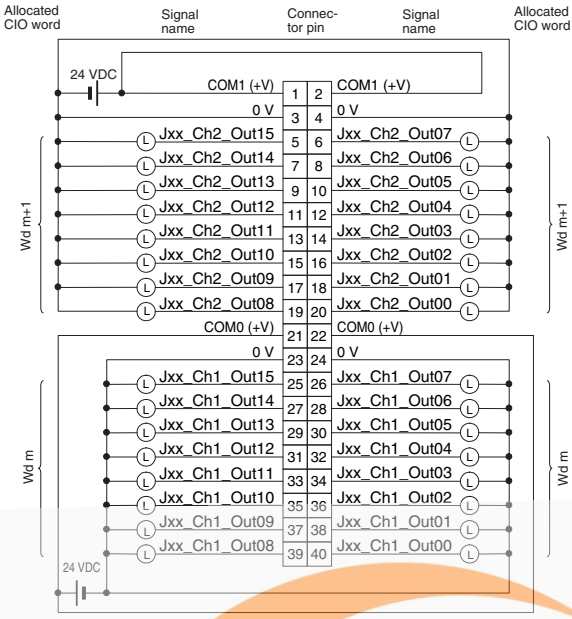 Allocated CIO word Signal name Connec- tor pin Signal name Allocated CIO word
24 VDC
COM1 (+V) 1 2 COM1 (+V)
0 V 3 4 0 V
L Jxx_Ch2_Out15 5 6 Jxx_Ch2_Out07 L
L Jxx_Ch2_Out14 7 8 Jxx_Ch2_Out06 L
L Jxx_Ch2_Out13 9 10 Jxx_Ch2_Out05 L
L Jxx_Ch2_Out12 11 12 Jxx_Ch2_Out04 L
L Jxx_Ch2_Out11 13 14 Jxx_Ch2_Out03 L
L Jxx_Ch2_Out10 15 16 Jxx_Ch2_Out02 L
L Jxx_Ch2_Out09 17 18 Jxx_Ch2_Out01 L
L Jxx_Ch2_Out08 19 20 Jxx_Ch2_Out00 L
Wd m+1
Wd m+1
COM0 (+V) 21 22 COM0 (+V)
0 V 23 24 0 V
L Jxx_Ch1_Out15 25 26 Jxx_Ch1_Out07 L
L Jxx_Ch1_Out14 27 28 Jxx_Ch1_Out06 L
L Jxx_Ch1_Out13 29 30 Jxx_Ch1_Out05 L
L Jxx_Ch1_Out12 31 32 Jxx_Ch1_Out04 L
L Jxx_Ch1_Out11 33 34 Jxx_Ch1_Out03 L
L Jxx_Ch1_Out10 35 36 Jxx_Ch1_Out02 L
L Jxx_Ch1_Out09 37 38 Jxx_Ch1_Out01 L
L Jxx_Ch1_Out08 39 40 Jxx_Ch1_Out00 L
Wd m
Wd m
24 VDC